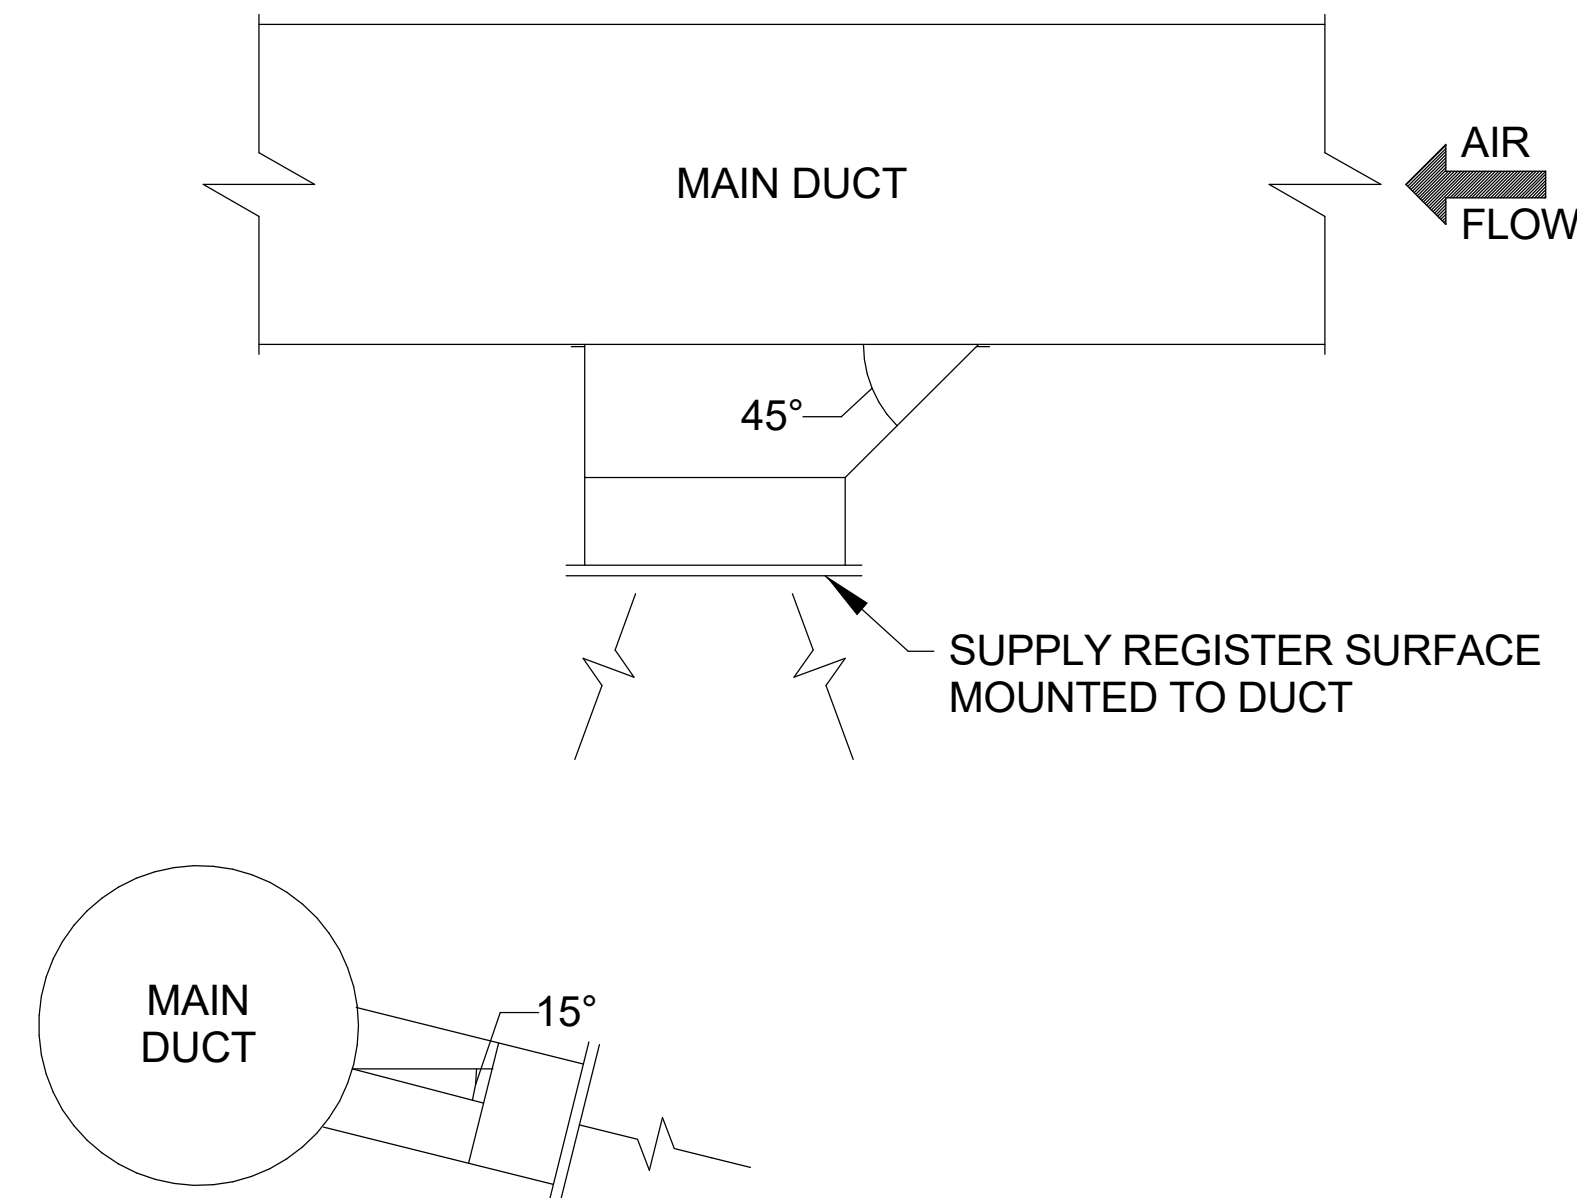 AIR
MAIN DUCT
FLOW
45°
SUPPLY REGISTER SURFACE
MOUNTED TO DUCT
MAIN
DUCT
15°